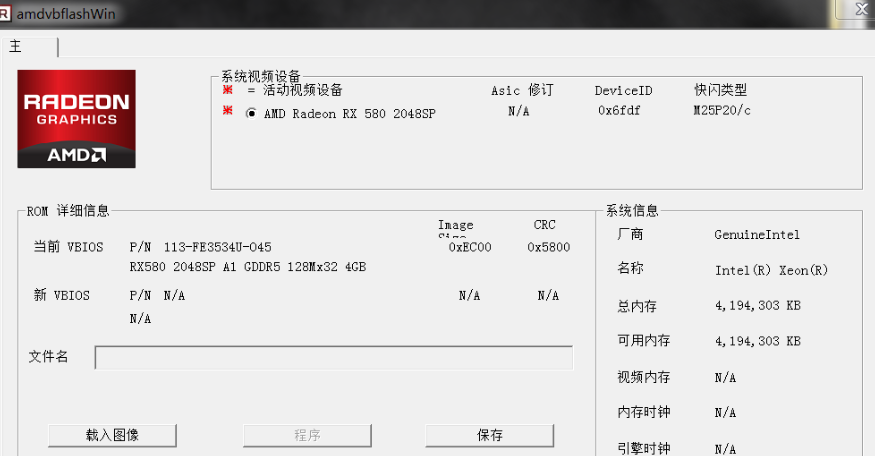 amdvbflashWin
主
RADEON
GRAPHICS
AMD
系统视频设备
= 活动视频设备 Asic 修订 DeviceID 快闪类型
AMD Radeon RX 580 2048SP N/A 0x6fdf M25P20/c
ROM 详细信息
Image Size CRC
当前 VBIOS P/N 113-FE3534U-O45 0xEC00 0x5800
RX580 2048SP A1 GDDR5 128Mx32 4GB
新 VBIOS P/N N/A N/A N/A
N/A
文件名
载入图像 程序 保存
系统信息
厂商 GenuineIntel
名称 Intel(R) Xeon(R)
总内存 4,194,303 KB
可用内存 4,194,303 KB
视频内存 N/A
内存时钟 N/A
引擎时钟 N/A